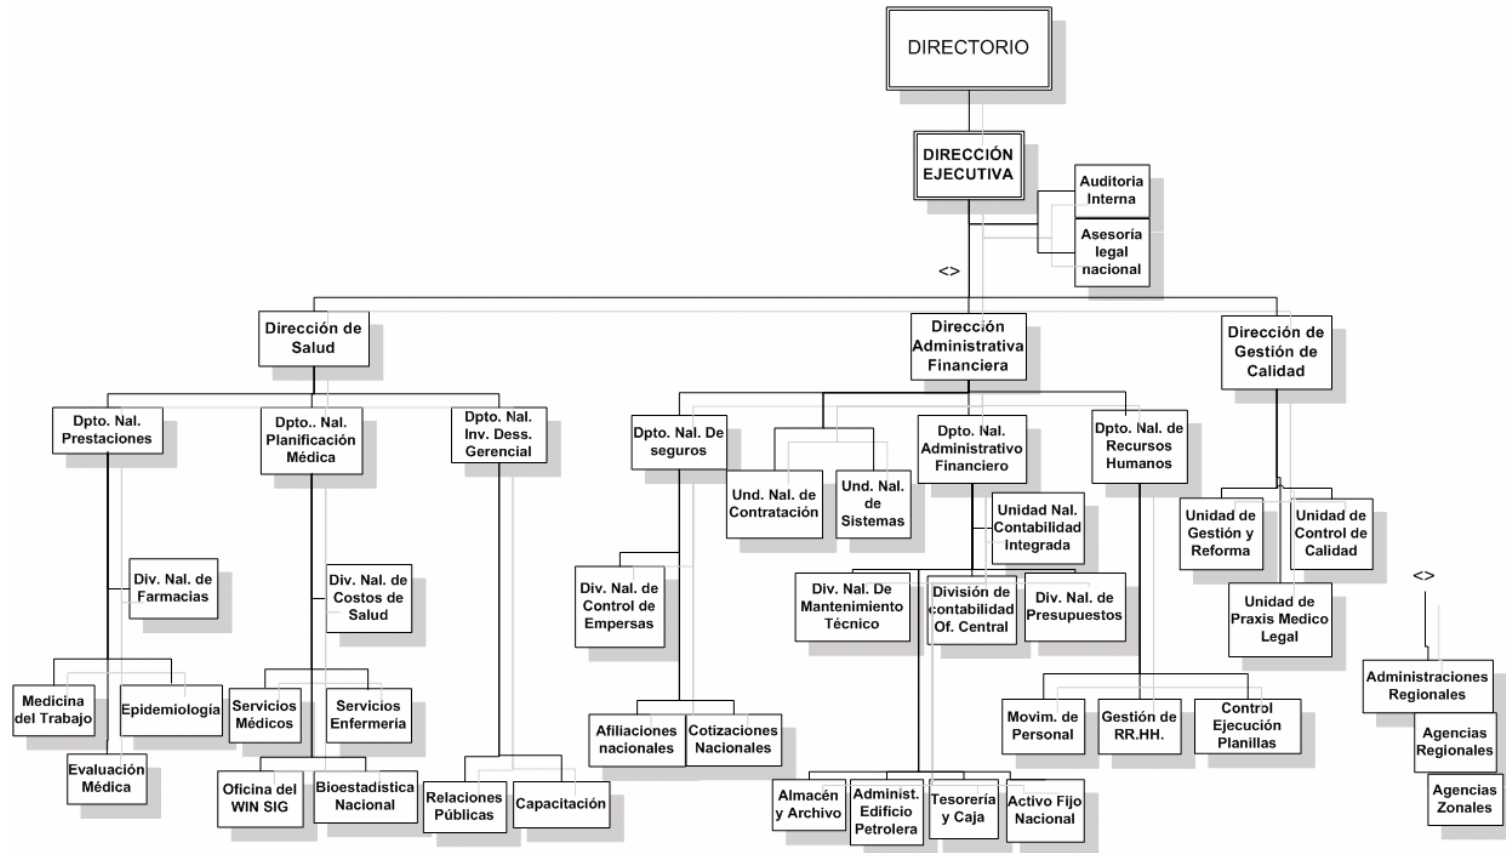 DIRECTORIO
DIRECCIÓN
EJECUTIVA
Auditoria
Interna
Asesoría
legal
nacional
<>
Dirección de
Salud
Dirección
Administrativa
Financiera
Dirección de
Gestión de
Calidad
Dpto. Nal.
Prestaciones
Dpto.. Nal.
Planificación
Médica
Dpto. Nal.
Inv. Dess.
Gerencial
Dpto. Nal. De
seguros
Und. Nal. de
Contratación
Und. Nal.
de
Sistemas
Dpto. Nal.
Administrativo
Financiero
Dpto. Nal. de
Recursos
Humanos
Unidad Nal.
Contabilidad
Integrada
Unidad de
Gestión y
Reforma
Unidad de
Control de
Calidad
Unidad de
Praxis Medico
Legal
Div. Nal. de
Farmacias
Div. Nal. de
Costos de
Salud
Div. Nal. de
Control de
Empersas
Div. Nal. De
Mantenimiento
Técnico
División de
contabilidad
Of. Central
Div. Nal. de
Presupuestos
<>
Administraciones
Regionales
Agencias
Regionales
Agencias
Zonales
Medicina
del Trabajo
Epidemiología
Evaluación
Médica
Servicios
Médicos
Servicios
Enfermería
Oficina del
WIN SIG
Bioestadística
Nacional
Relaciones
Públicas
Capacitación
Afiliaciones
nacionales
Cotizaciones
Nacionales
Movim. de
Personal
Gestión de
RR.HH.
Control
Ejecución
Planillas
Almacén
y Archivo
Administ.
Edificio
Petrolera
Tesorería
y Caja
Activo Fijo
Nacional